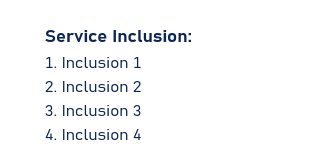 Service Inclusion:
1. Inclusion 1
2. Inclusion 2
3. Inclusion 3
4. Inclusion 4